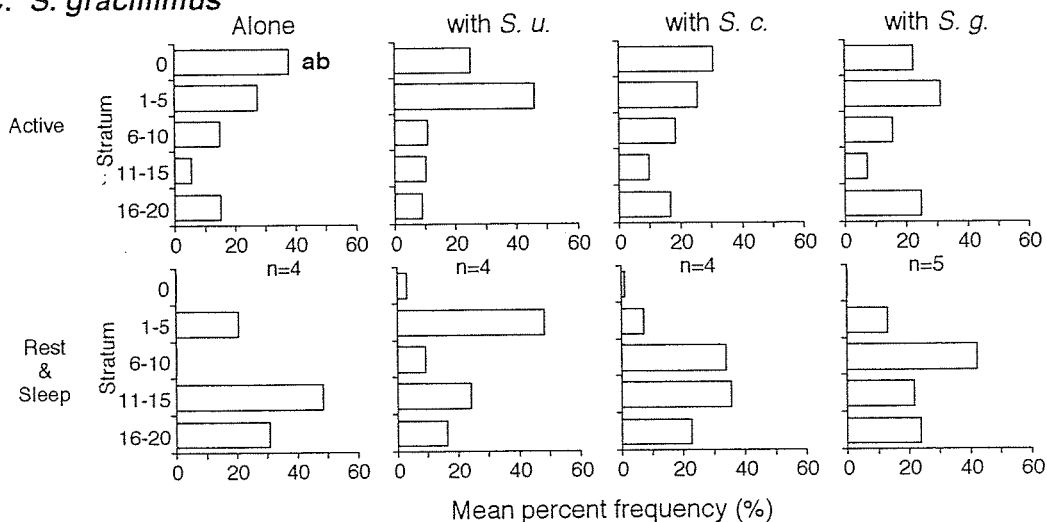 C. S. gracillimus
Alone with S. u. with S. c. with S. g.
Active
Stratum
0 ab
1-5
6-10
11-15
16-20
0 20 40 60 0 20 40 60 0 20 40 60 0 20 40 60
n=4 n=4 n=4 n=5
Rest
&
Sleep
Stratum
0
1-5
6-10
11-15
16-20
0 20 40 60 0 20 40 60 0 20 40 60 0 20 40 60
Mean percent frequency (%)